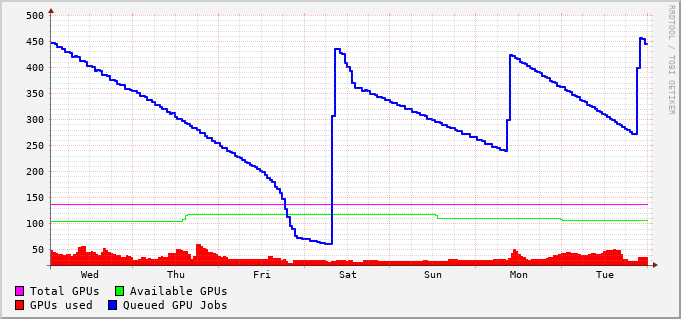 500
450
400
350
300
250
200
150
100
50
Wed Thu Fri Sat Sun Mon Tue
Total GPUs Available GPUs
GPUs used Queued GPU Jobs
RRDTOOL / TOBI OETIKER